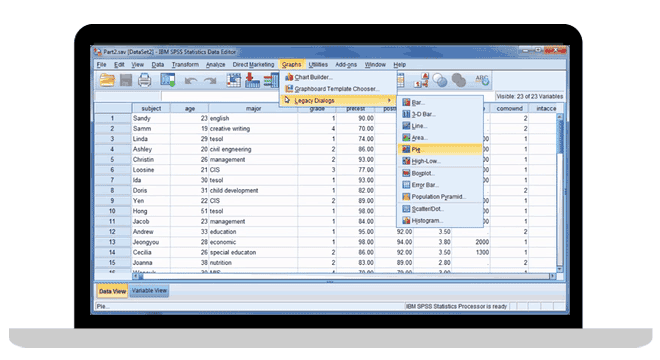 Part2.sav [DataSet2] - IBM SPSS Statistics Data Editor
File Edit View Data Transform Analyze Direct Marketing Graphs Utilities Add-ons Window Help
Chart Builder...
Graphboard Template Chooser...
Legacy Dialogs
Visible: 23 of 23 Variables
Bar...
3-D Bar...
Line...
Area...
Pie...
High-Low...
Boxplot...
Error Bar...
Population Pyramid...
Scatter/Dot...
Histogram...
subject age major grade pretest comownd intacce
1 Sandy 23 english 1 90.00 2
2 Samm 19 creative writing 4 70.00 2
3 Linda 29 tesol 1 74.00
4 Ashley 20 civil engineering 2 86.00
5 Christin 26 management 2 93.00
6 Loosine 21 CIS 3 77.00
7 Ida 30 tesol 1 93.00
8 Doris 31 child development 1 82.00 2
9 Yen 22 CIS 2 89.00
10 Hong 51 tesol 1 98.00
11 Jacob 23 management 1 84.00
12 Andrew 33 education 1 95.00 92.00 3.50 2
13 Jeongyou 28 economic 1 98.00 94.00 3.80 2000 1
14 Cecilia 26 special educaton 2 86.00 92.00 3.50 1300 1
15 Joanna 38 nutrition 2 83.00 89.00 2.80 . 2
Data View Variable View
Pie...
IBM SPSS Statistics Processor is ready